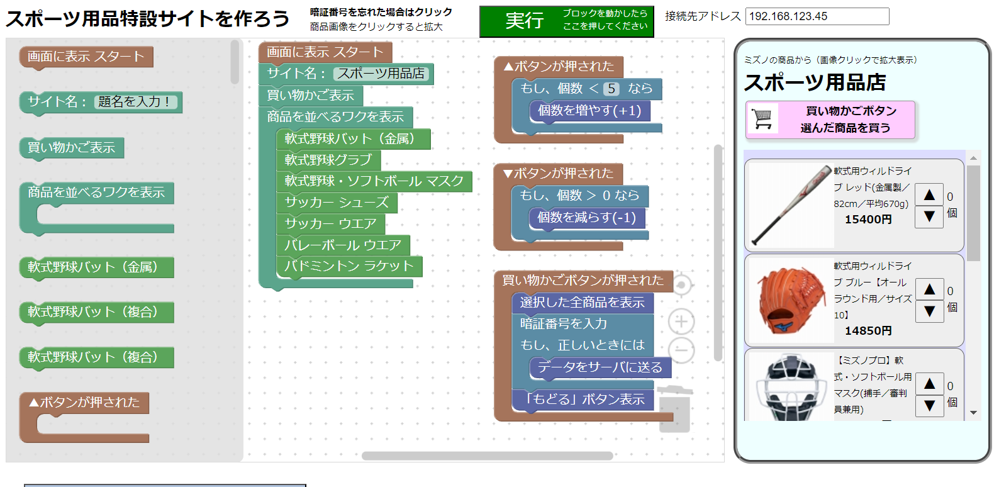 スポーツ用品特設サイトを作ろう
暗証番号を忘れた場合はクリック
商品画像をクリックすると拡大
実行
ブロックを動かしたら
ここを押してください
接続先アドレス 192.168.123.45
画面に表示 スタート
サイト名： 題名を入力！
買い物かご表示
商品を並べるワクを表示
軟式野球バット（金属）
軟式野球バット（複合）
軟式野球バット（複合）
▲ボタンが押された
画面に表示 スタート
サイト名： スポーツ用品店
買い物かご表示
商品を並べるワクを表示
軟式野球バット（金属）
軟式野球グラブ
軟式野球・ソフトボール マスク
サッカー シューズ
サッカー ウエア
バレーボール ウエア
バドミントン ラケット
▲ボタンが押された
もし、個数 ＜ 5 なら
個数を増やす(+1)
▼ボタンが押された
もし、個数 ＞ 0 なら
個数を減らす(-1)
買い物かごボタンが押された
選択した全商品を表示
暗証番号を入力
もし、正しいときには
データをサーバに送る
「もどる」ボタン表示
ミズノの商品から（画像クリックで拡大表示）
スポーツ用品店
買い物かごボタン
選んだ商品を買う
軟式用ウィルドライ
ブ レッド(金属製／
82cm／平均670g)
15400円
▲
▼
0
個
軟式用ウィルドライ
ブ ブルー【オール
ラウンド用／サイズ
10】
14850円
▲
▼
0
個
【ミズノプロ】軟
式・ソフトボール用
マスク(捕手／審判
員兼用)
▲
▼
0
個